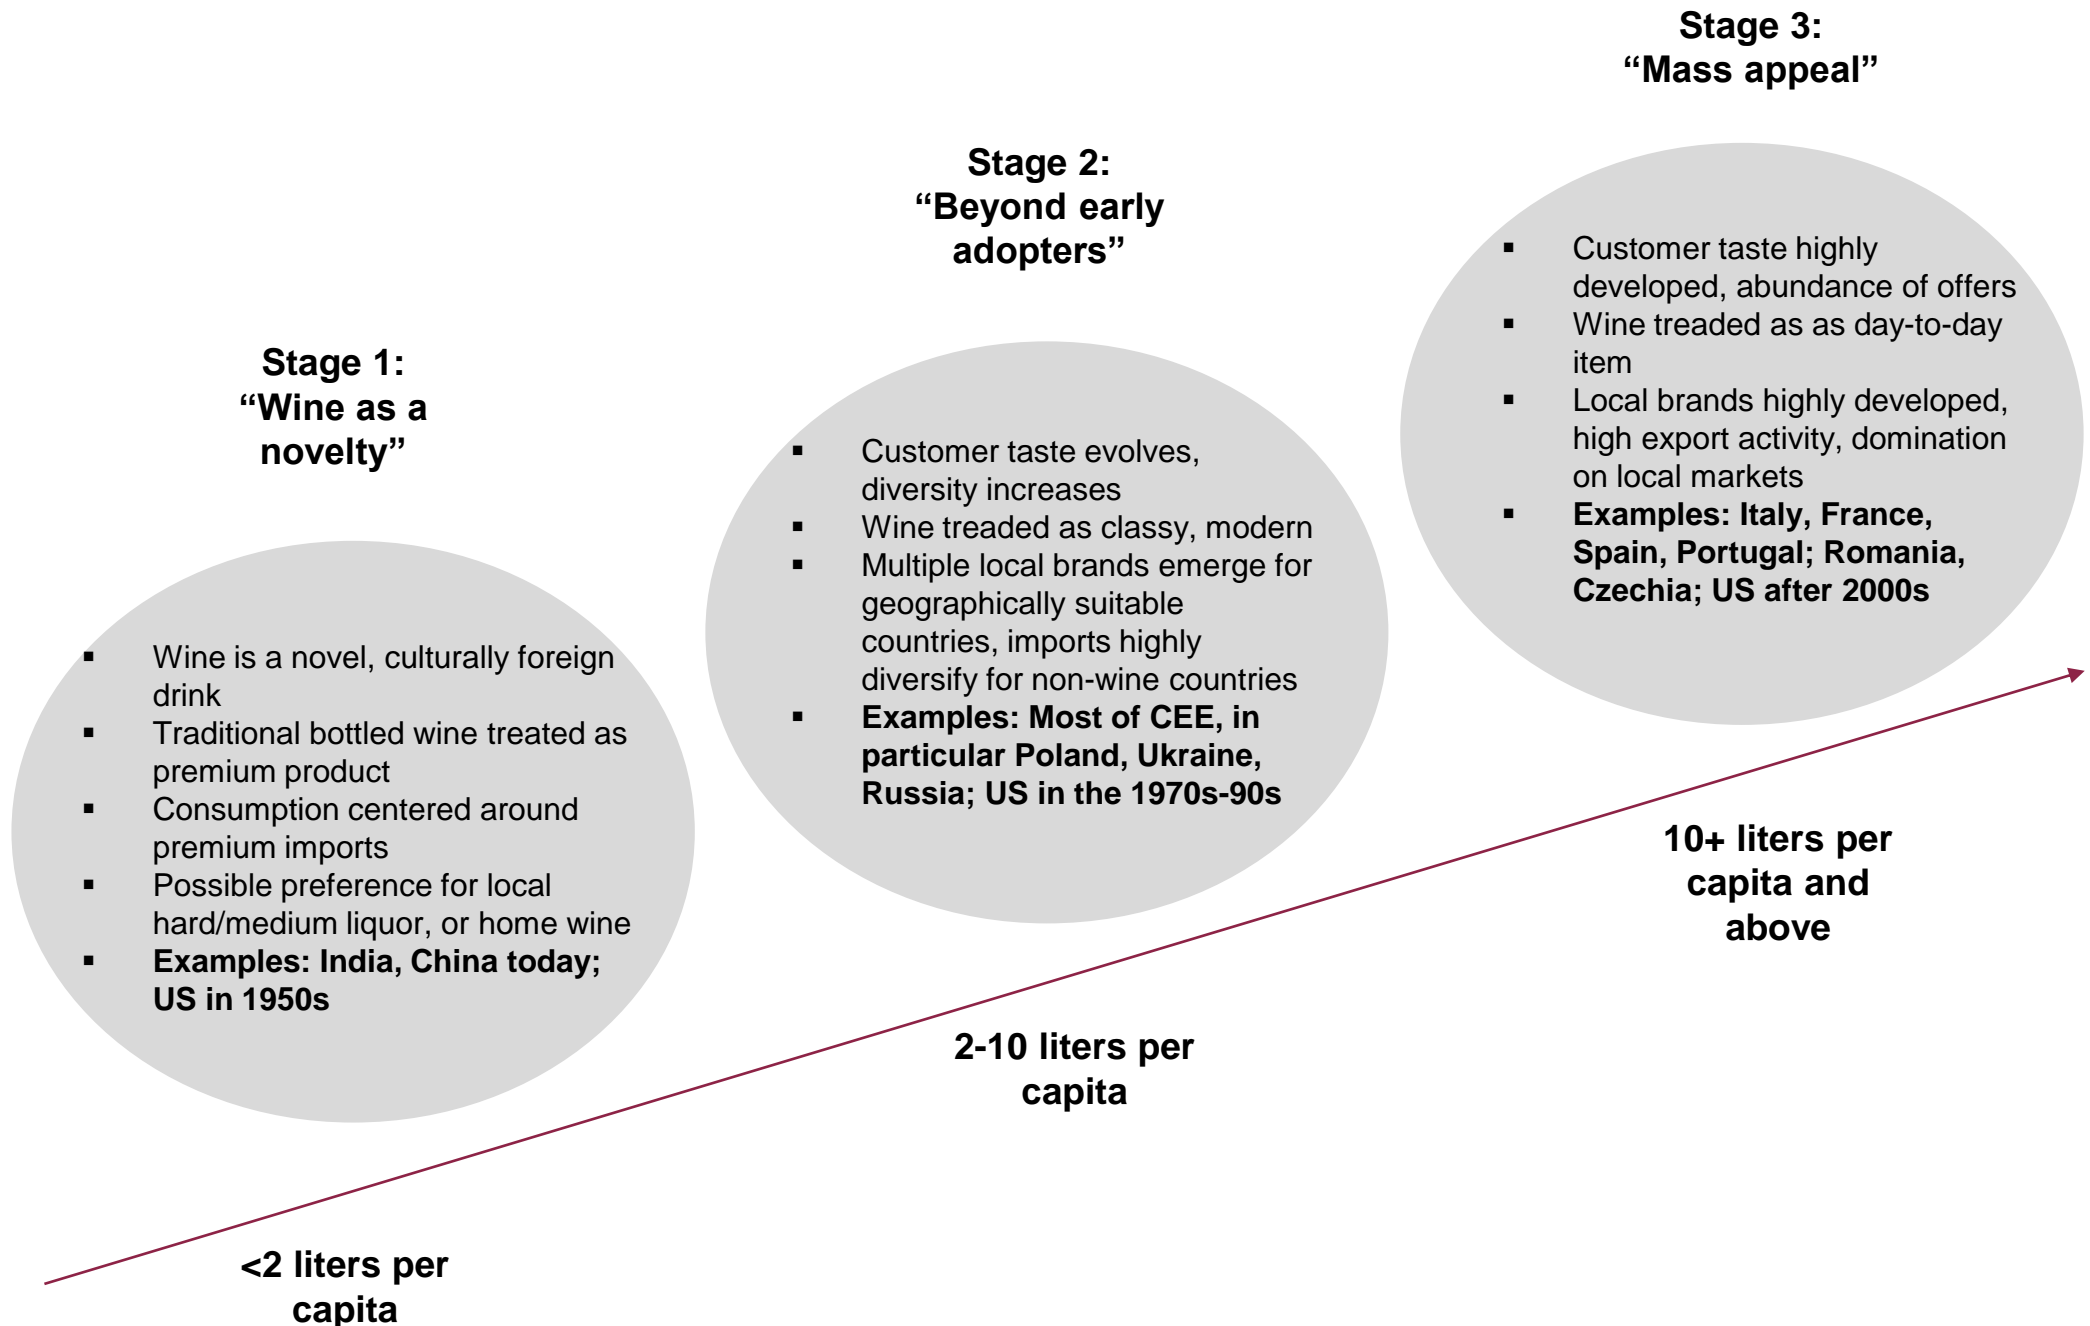 Stage 1:
“Wine as a
novelty”
▪ Wine is a novel, culturally foreign
drink
▪ Traditional bottled wine treated as
premium product
▪ Consumption centered around
premium imports
▪ Possible preference for local
hard/medium liquor, or home wine
▪ Examples: India, China today;
US in 1950s
<2 liters per
capita
Stage 2:
“Beyond early
adopters”
▪ Customer taste evolves,
diversity increases
▪ Wine treaded as classy, modern
▪ Multiple local brands emerge for
geographically suitable
countries, imports highly
diversify for non-wine countries
▪ Examples: Most of CEE, in
particular Poland, Ukraine,
Russia; US in the 1970s-90s
2-10 liters per
capita
Stage 3:
“Mass appeal”
▪ Customer taste highly
developed, abundance of offers
▪ Wine treaded as as day-to-day
item
▪ Local brands highly developed,
high export activity, domination
on local markets
▪ Examples: Italy, France,
Spain, Portugal; Romania,
Czechia; US after 2000s
10+ liters per
capita and
above